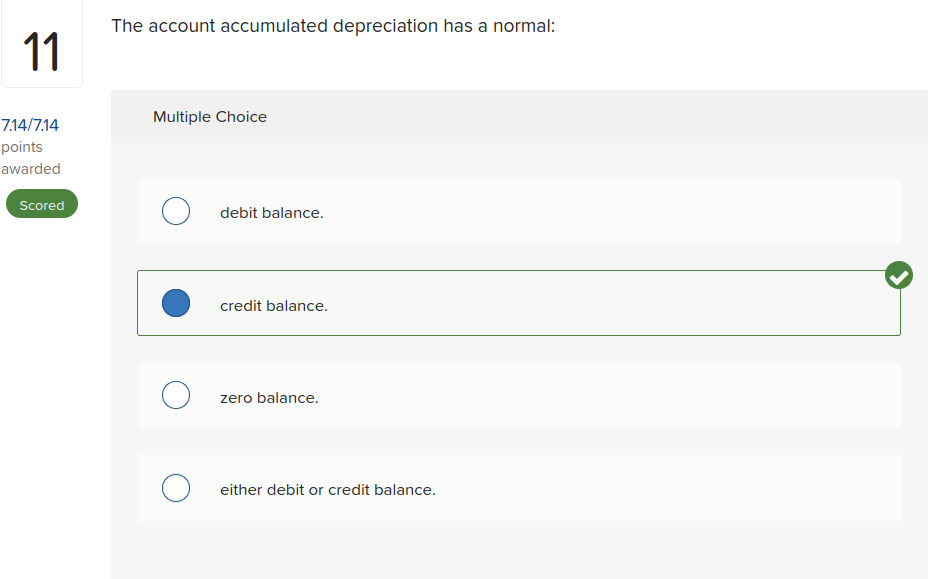 11
The account accumulated depreciation has a normal:
7.14/7.14
points
awarded
Scored
Multiple Choice
debit balance.
credit balance.
zero balance.
either debit or credit balance.